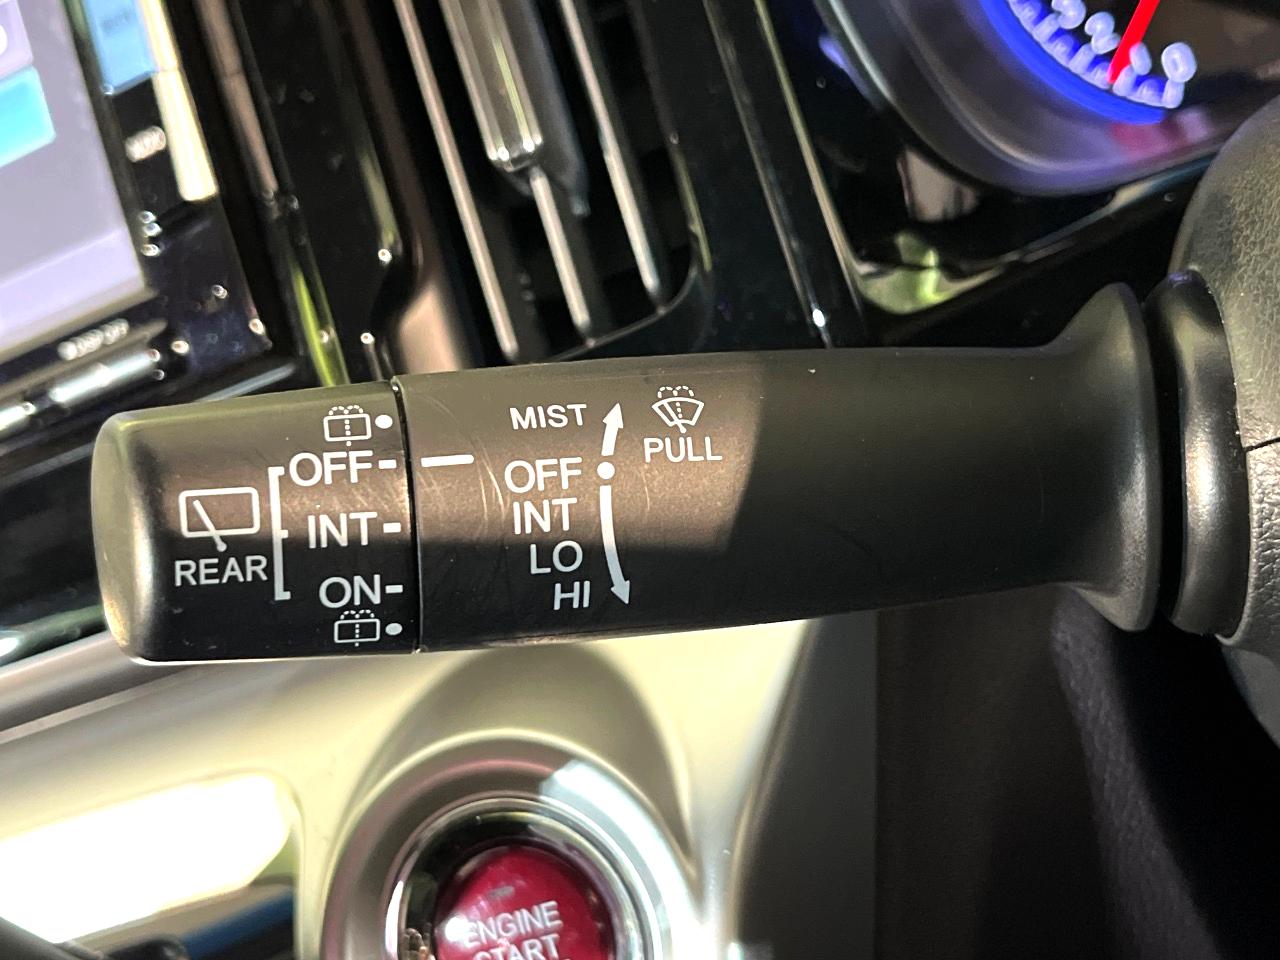 MIST
PULL
OFF
OFF
INT
INT
LO
REAR
ON
HI
ENGINE
START